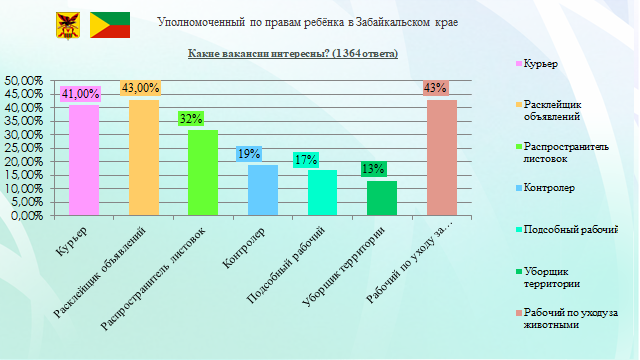 Уполномоченный по правам ребёнка в Забайкальском крае
Какие вакансии интересны? (1364 ответа)
50,00%
45,00%
40,00%
35,00%
30,00%
25,00%
20,00%
15,00%
10,00%
5,00%
0,00%
41,00%
43,00%
32%
19%
17%
13%
43%
Курьер
Расклейщик объявлений
Распространитель листовок
Контролер
Подсобный рабочий
Уборщик территории
Рабочий по уходу за…
Курьер
Расклейщик
объявлений
Распространитель
листовок
Контролер
Подсобный рабочий
Уборщик
территории
Рабочий по уходу за
животными